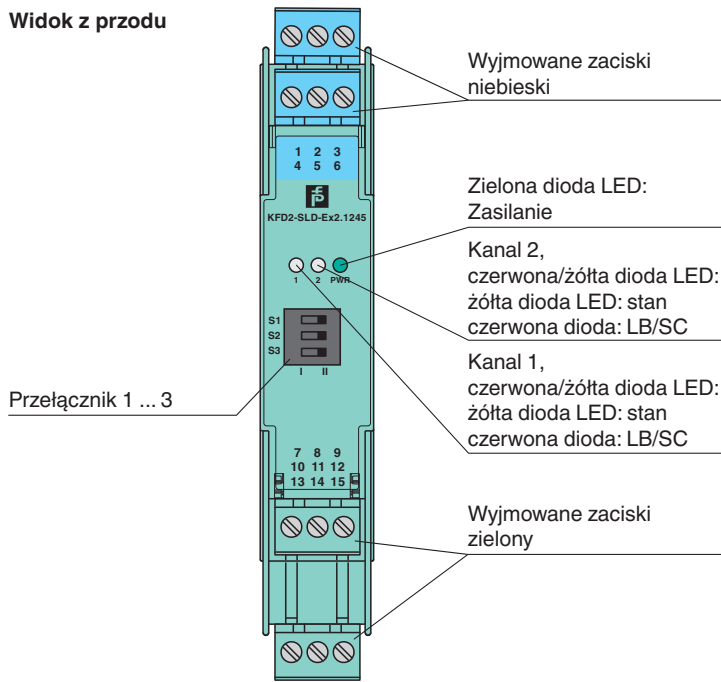 Widok z przodu
Wyjmowane zaciski
niebieski
1 2 3
4 5 6
KFD2-SLD-Ex2.1245
Zielona dioda LED:
Zasilanie
1 2 PWR
Kanal 2,
czerwona/żółta dioda LED:
żółta dioda LED: stan
czerwona dioda: LB/SC
S1
S2
S3
I II
Kanal 1,
czerwona/żółta dioda LED:
żółta dioda LED: stan
czerwona dioda: LB/SC
Przełącznik 1 ... 3
7 8 9
10 11 12
13 14 15
Wyjmowane zaciski
zielony